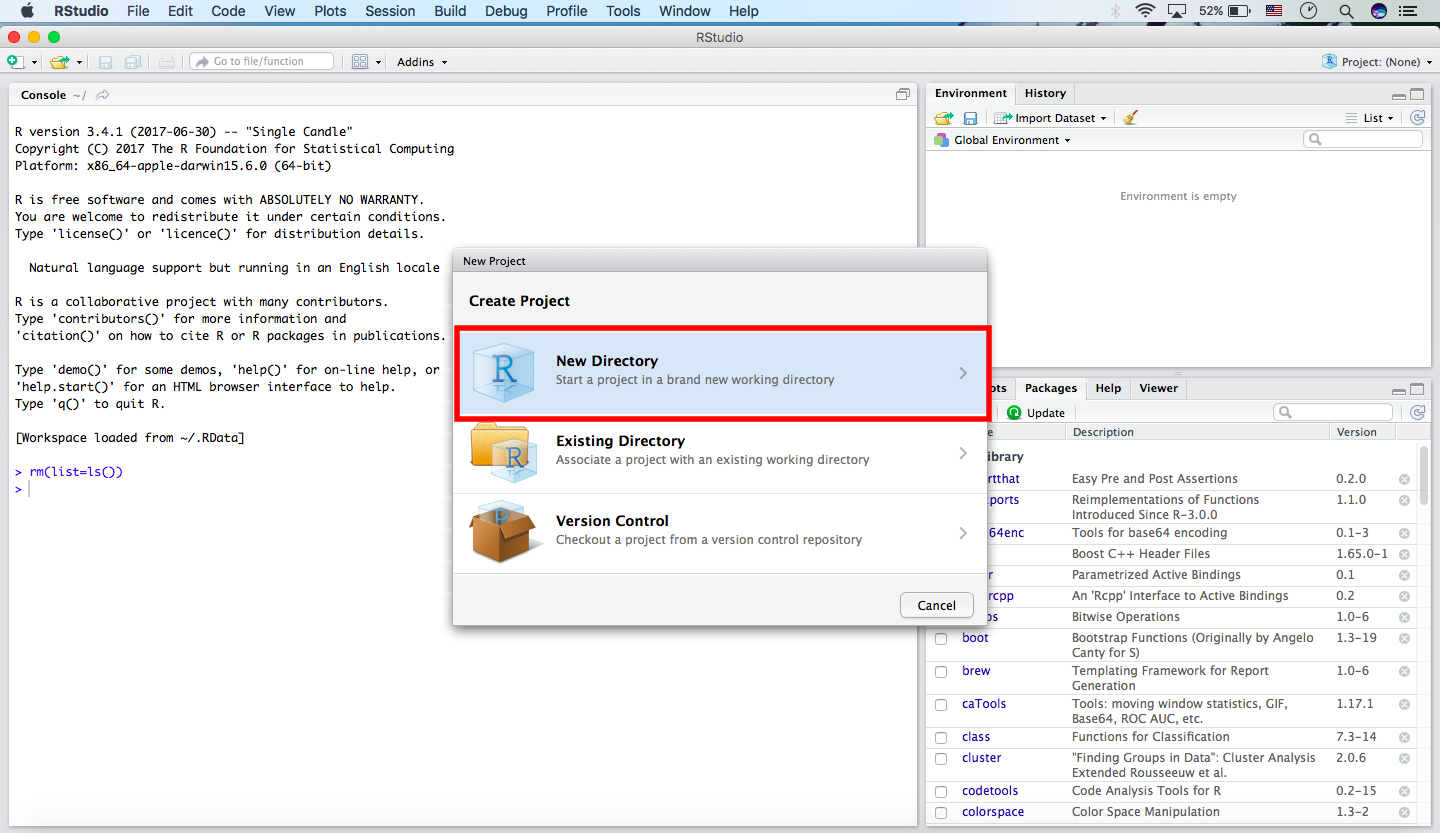 RStudio File Edit Code View Plots Session Build Debug Profile Tools Window Help 52%
RStudio
Go to file/function Addins Project: (None)
Console ~/
R version 3.4.1 (2017-06-30) -- "Single Candle"
Copyright (C) 2017 The R Foundation for Statistical Computing
Platform: x86_64-apple-darwin15.6.0 (64-bit)
R is free software and comes with ABSOLUTELY NO WARRANTY.
You are welcome to redistribute it under certain conditions.
Type 'license()' or 'licence()' for distribution details.
Natural language support but running in an English locale
R is a collaborative project with many contributors.
Type 'contributors()' for more information and
'citation()' on how to cite R or R packages in publications.
Type 'demo()' for some demos, 'help()' for on-line help, or
'help.start()' for an HTML browser interface to help.
Type 'q()' to quit R.
[Workspace loaded from ~/.RData]
> rm(list=ls())
>
New Project
Create Project
New Directory
Start a project in a brand new working directory
Existing Directory
Associate a project with an existing working directory
Version Control
Checkout a project from a version control repository
Cancel
Environment History
Import Dataset List
Global Environment
Environment is empty
ots Packages Help Viewer
Update
e Description Version
ibrary
rtthat Easy Pre and Post Assertions 0.2.0
ports Reimplementations of Functions 1.1.0
Introduced Since R-3.0.0
64enc Tools for base64 encoding 0.1-3
Boost C++ Header Files 1.65.0-1
r Parametrized Active Bindings 0.1
rcpp An 'Rcpp' Interface to Active Bindings 0.2
ps Bitwise Operations 1.0-6
boot Bootstrap Functions (Originally by Angelo 1.3-19
Canty for S)
brew Templating Framework for Report 1.0-6
Generation
caTools Tools: moving window statistics, GIF, 1.17.1
Base64, ROC AUC, etc.
class Functions for Classification 7.3-14
cluster "Finding Groups in Data": Cluster Analysis 2.0.6
Extended Rousseeuw et al.
codetools Code Analysis Tools for R 0.2-15
colorspace Color Space Manipulation 1.3-2